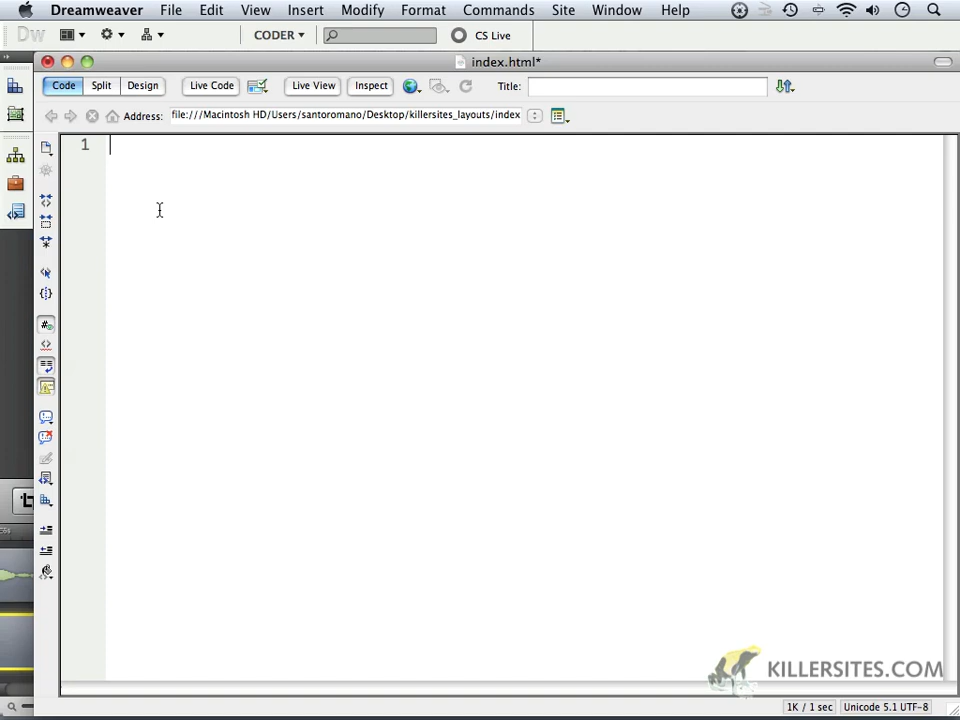 Dreamweaver File Edit View Insert Modify Format Commands Site Window Help
Dw CODER CS Live
index.html*
Code Split Design Live Code Live View Inspect Title:
Address: file:///Macintosh HD/Users/santoromano/Desktop/killersites_layouts/index
1
KILLERSITES.COM
1K / 1 sec Unicode 5.1 UTF-8